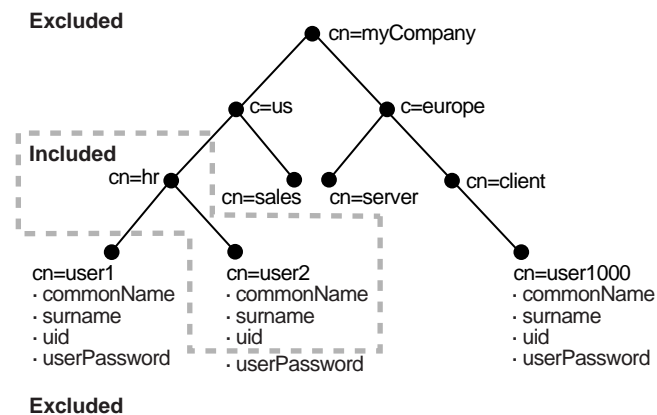 Excluded
cn=myCompany
c=us
c=europe
Included
cn=hr
cn=sales
cn=server
cn=client
cn=user1
· commonName
· surname
· uid
· userPassword
cn=user2
· commonName
· surname
· uid
· userPassword
cn=user1000
· commonName
· surname
· uid
· userPassword
Excluded